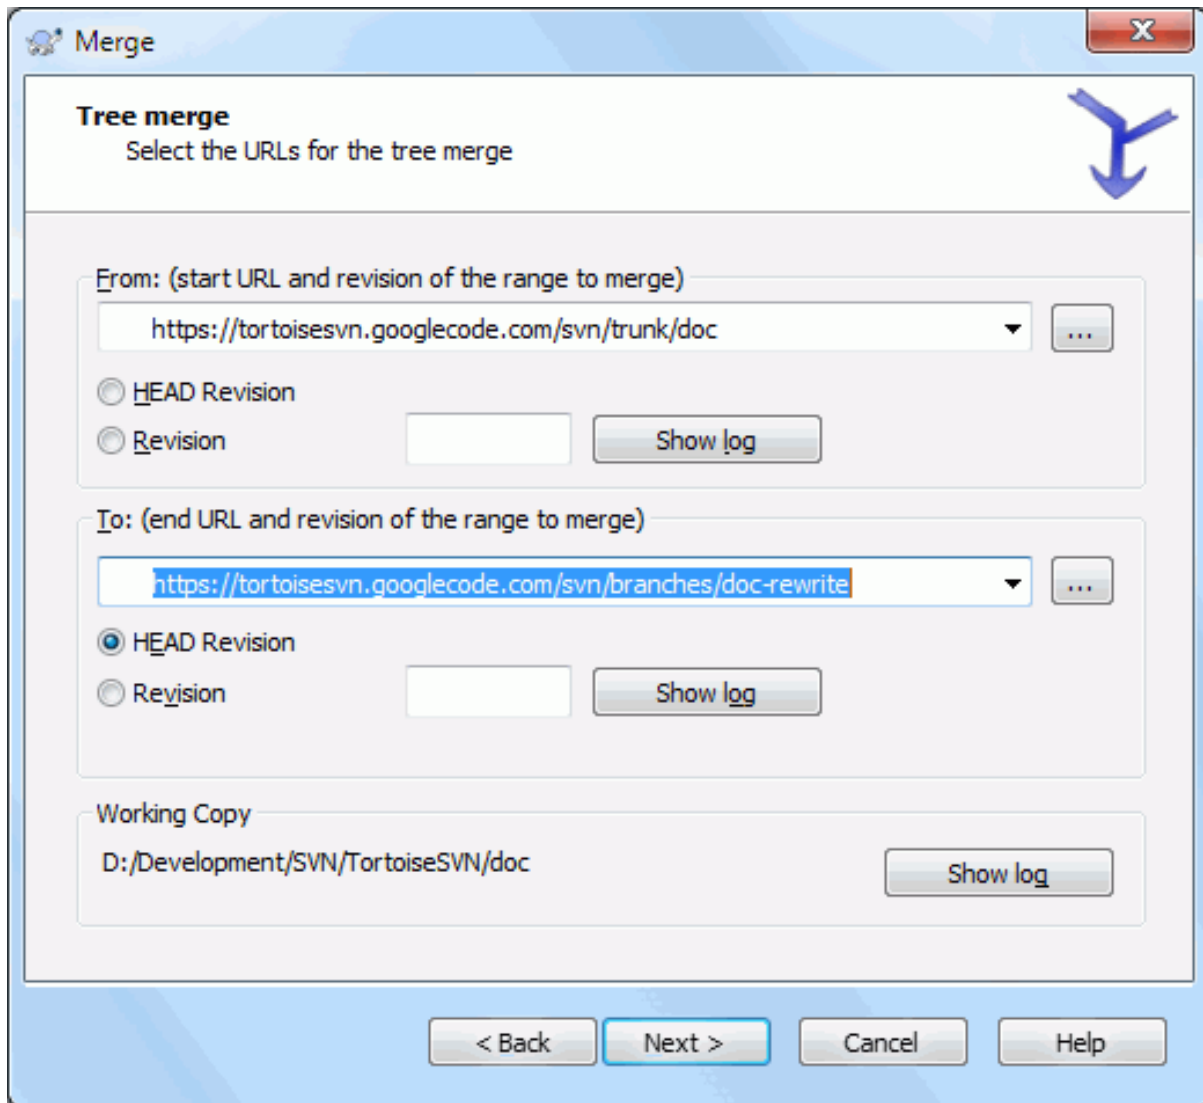 Merge
Tree merge
Select the URLs for the tree merge
From: (start URL and revision of the range to merge)
https://tortoisesvn.googlecode.com/svn/trunk/doc
...
HEAD Revision
Revision
Show log
To: (end URL and revision of the range to merge)
https://tortoisesvn.googlecode.com/svn/branches/doc-rewrite
...
HEAD Revision
Revision
Show log
Working Copy
D:/Development/SVN/TortoiseSVN/doc
Show log
< Back Next > Cancel Help